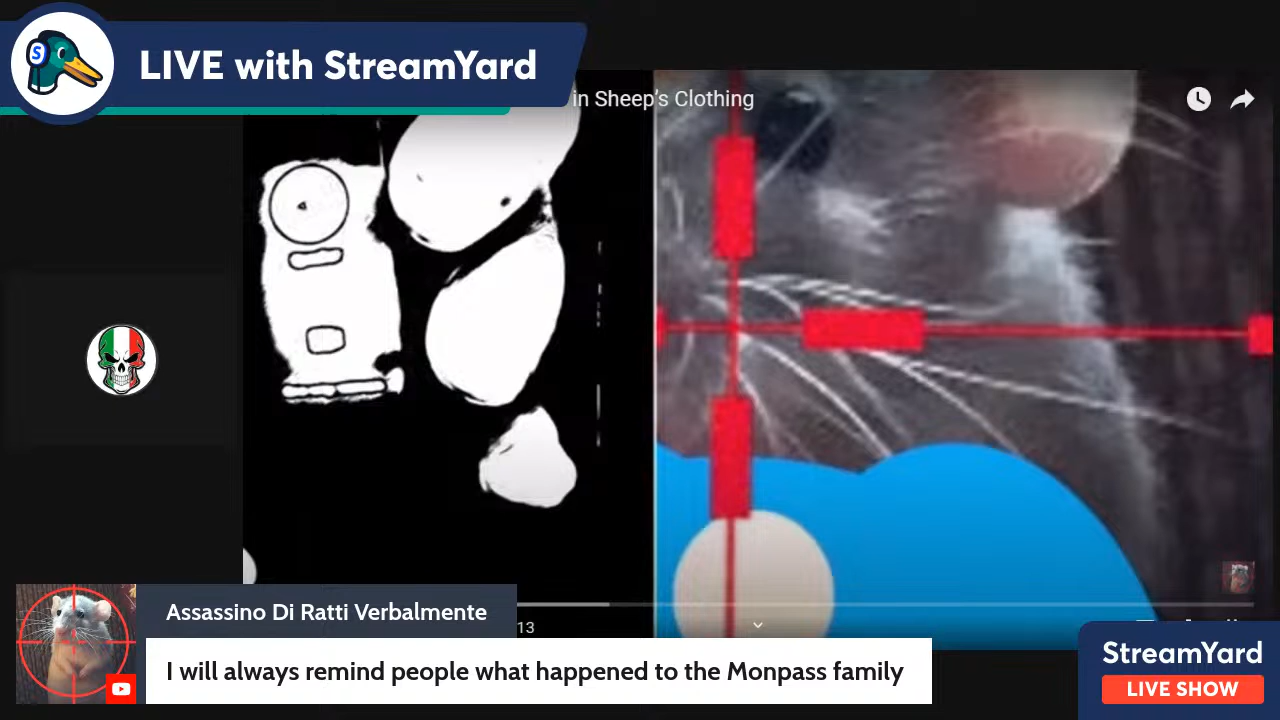 LIVE with StreamYard
in Sheep's Clothing
Assassino Di Ratti Verbalmente
13
I will always remind people what happened to the Monpass family
StreamYard
LIVE SHOW